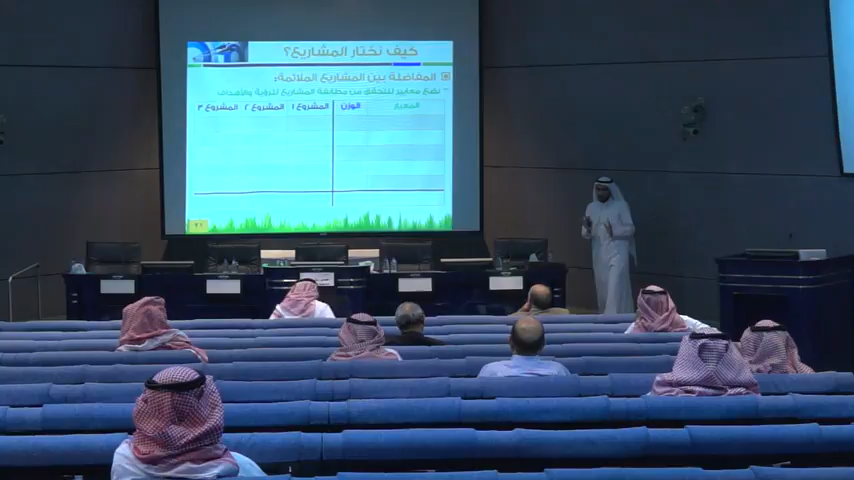 كيف نختار المشاريع؟
المفاضلة بين المشاريع الملائمة:
- نضع معايير للتحقق من مطابقة المشاريع للرؤية والأهداف
المعيار الوزن المشروع ١ المشروع ٢ المشروع ٣
٧١